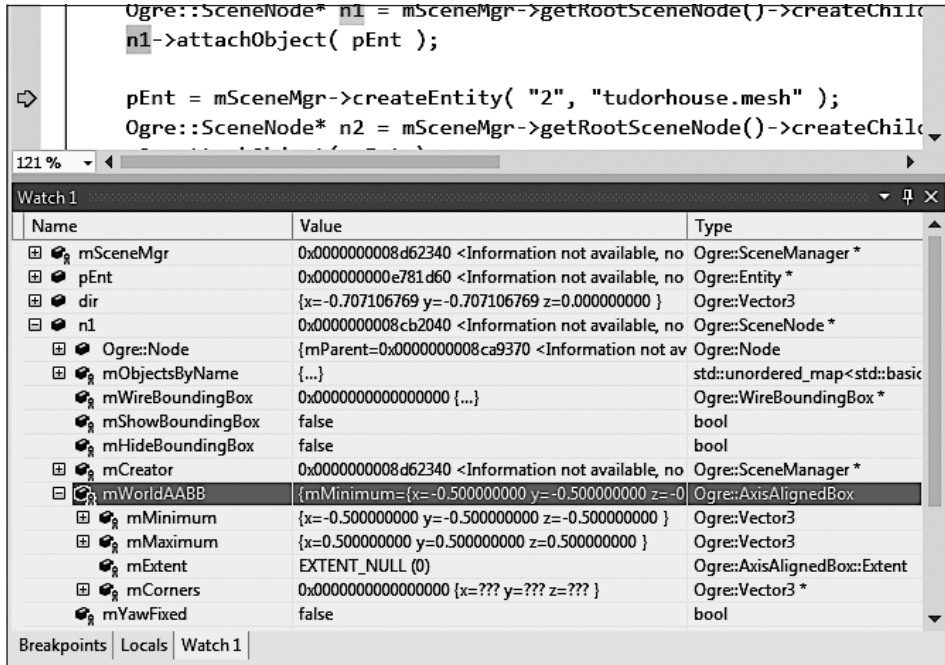 Ogre::SceneNode* n1 = mSceneMgr->getRootSceneNode()->createChild
n1->attachObject( pEnt );
pEnt = mSceneMgr->createEntity( "2", "tudorhouse.mesh" );
Ogre::SceneNode* n2 = mSceneMgr->getRootSceneNode()->createChild
121 %
Watch 1
Name Value Type
mSceneMgr 0x0000000008d62340 <Information not available, no Ogre::SceneManager *
pEnt 0x000000000e781d60 <Information not available, no Ogre::Entity *
dir {x=-0.707106769 y=-0.707106769 z=0.000000000 } Ogre::Vector3
n1 0x0000000008cb2040 <Information not available, no Ogre::SceneNode *
Ogre::Node {mParent=0x0000000008ca9370 <Information not av Ogre::Node
mObjectsByName {...} std::unordered_map<std::basic
mWireBoundingBox 0x0000000000000000 {...} Ogre::WireBoundingBox *
mShowBoundingBox false bool
mHideBoundingBox false bool
mCreator 0x0000000008d62340 <Information not available, no Ogre::SceneManager *
mWorldAABB {mMinimum={x=-0.500000000 y=-0.500000000 z=-0 Ogre::AxisAlignedBox
mMinimum {x=-0.500000000 y=-0.500000000 z=-0.500000000 } Ogre::Vector3
mMaximum {x=0.500000000 y=0.500000000 z=0.500000000 } Ogre::Vector3
mExtent EXTENT_NULL (0) Ogre::AxisAlignedBox::Extent
mCorners 0x0000000000000000 {x=??? y=??? z=??? } Ogre::Vector3 *
mYawFixed false bool
Breakpoints Locals Watch 1